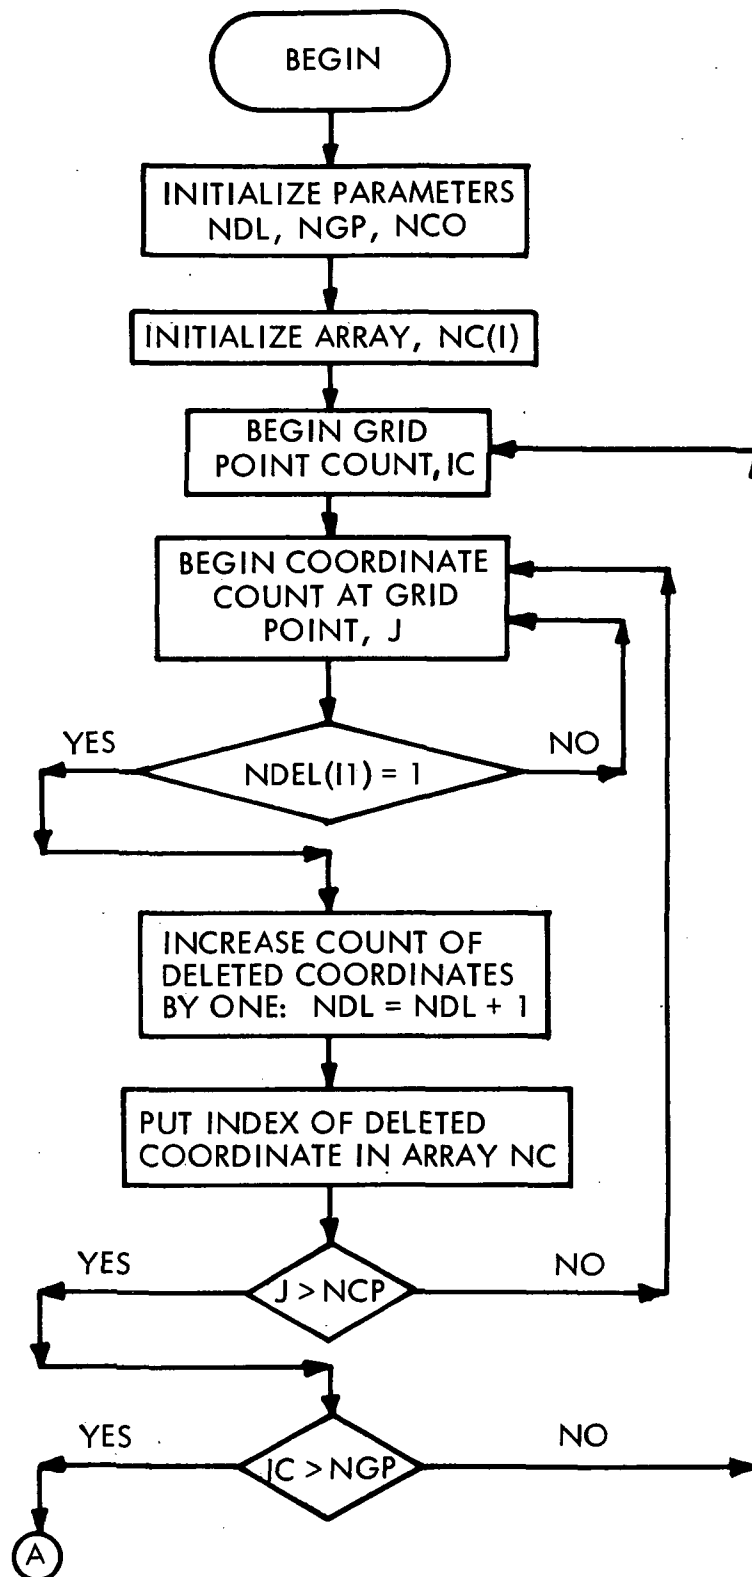 BEGIN
INITIALIZE PARAMETERS
NDL, NGP, NCO
INITIALIZE ARRAY, NC(I)
BEGIN GRID
POINT COUNT, IC
BEGIN COORDINATE
COUNT AT GRID
POINT, J
YES
NO
NDEL(I1) = 1
INCREASE COUNT OF
DELETED COORDINATES
BY ONE: NDL = NDL + 1
PUT INDEX OF DELETED
COORDINATE IN ARRAY NC
YES
NO
J > NCP
YES
NO
IC > NGP
A